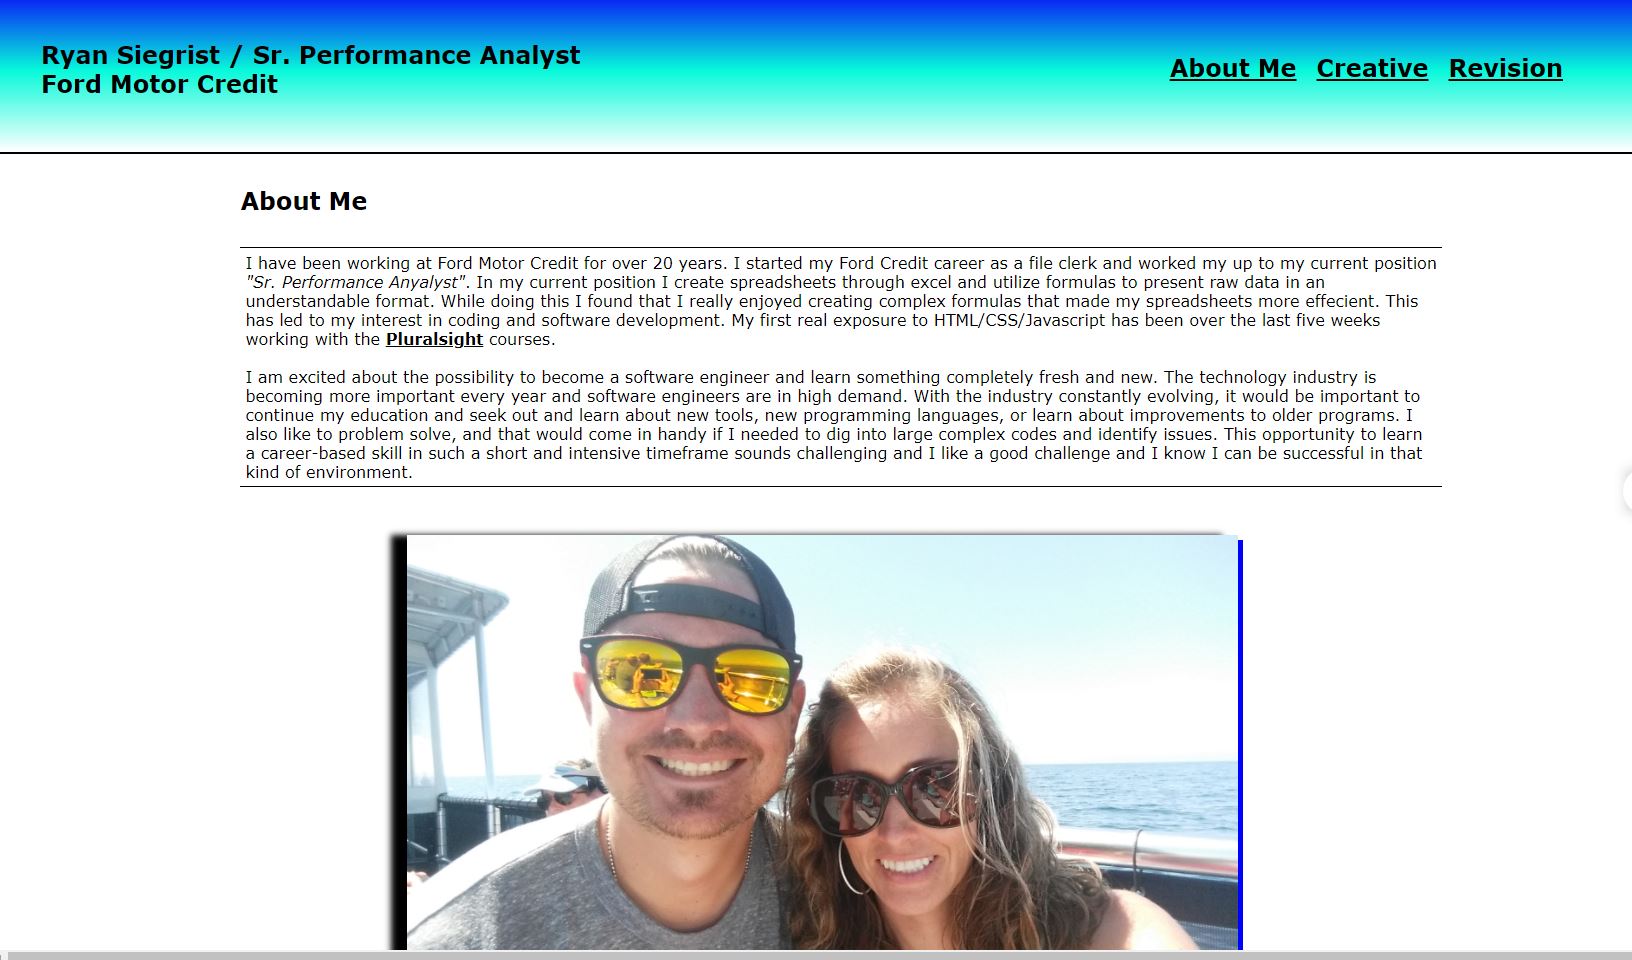 Ryan Siegrist / Sr. Performance Analyst
Ford Motor Credit
About Me Creative Revision
About Me
I have been working at Ford Motor Credit for over 20 years. I started my Ford Credit career as a file clerk and worked my up to my current position
"Sr. Performance Anyalyst". In my current position I create spreadsheets through excel and utilize formulas to present raw data in an
understandable format. While doing this I found that I really enjoyed creating complex formulas that made my spreadsheets more effecient. This
has led to my interest in coding and software development. My first real exposure to HTML/CSS/Javascript has been over the last five weeks
working with the Pluralsight courses.
I am excited about the possibility to become a software engineer and learn something completely fresh and new. The technology industry is
becoming more important every year and software engineers are in high demand. With the industry constantly evolving, it would be important to
continue my education and seek out and learn about new tools, new programming languages, or learn about improvements to older programs. I
also like to problem solve, and that would come in handy if I needed to dig into large complex codes and identify issues. This opportunity to learn
a career-based skill in such a short and intensive timeframe sounds challenging and I like a good challenge and I know I can be successful in that
kind of environment.